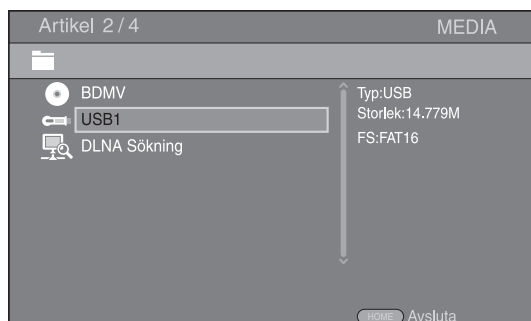 Artikel 2 / 4 MEDIA
BDMV
USB1
DLNA Sökning
Typ:USB
Storlek:14.779M
FS:FAT16
HOME Avsluta